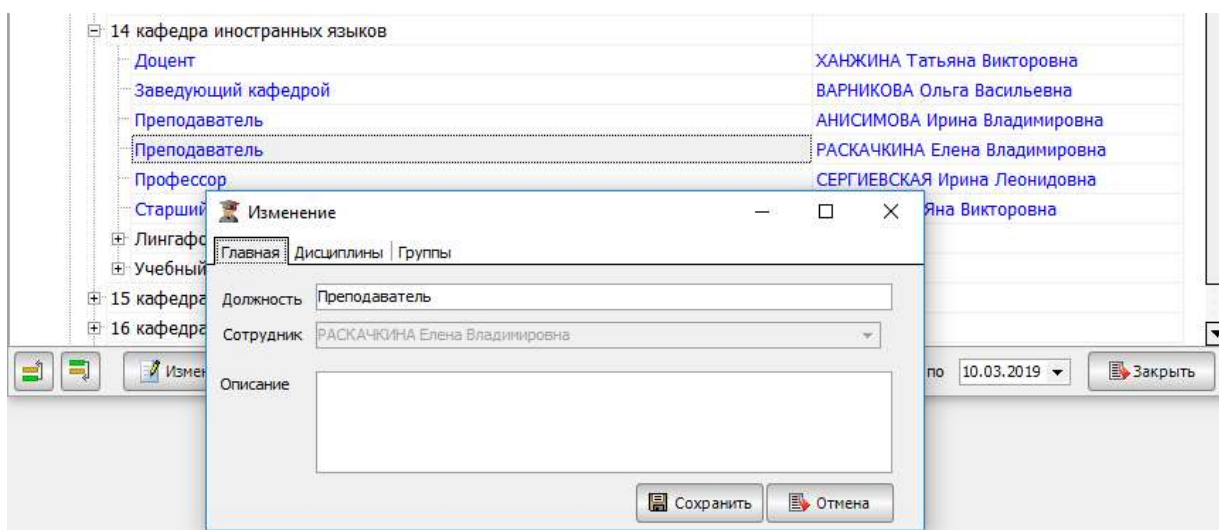 14 кафедра иностранных языков
Доцент ХАНЖИНА Татьяна Викторовна
Заведующий кафедрой ВАРНИКОВА Ольга Васильевна
Преподаватель АНИСИМОВА Ирина Владимировна
Преподаватель РАСКАЧКИНА Елена Владимировна
Профессор СЕРГИЕВСКАЯ Ирина Леонидовна
Старший Яна Викторовна
Изменение
Лингафо
Главная Дисциплины Группы
Учебный
15 кафедра
Должность Преподаватель
16 кафедра
Сотрудник РАСКАЧКИНА Елена Владимировна
Измен по 10.03.2019 Закрыть
Описание
Сохранить Отмена